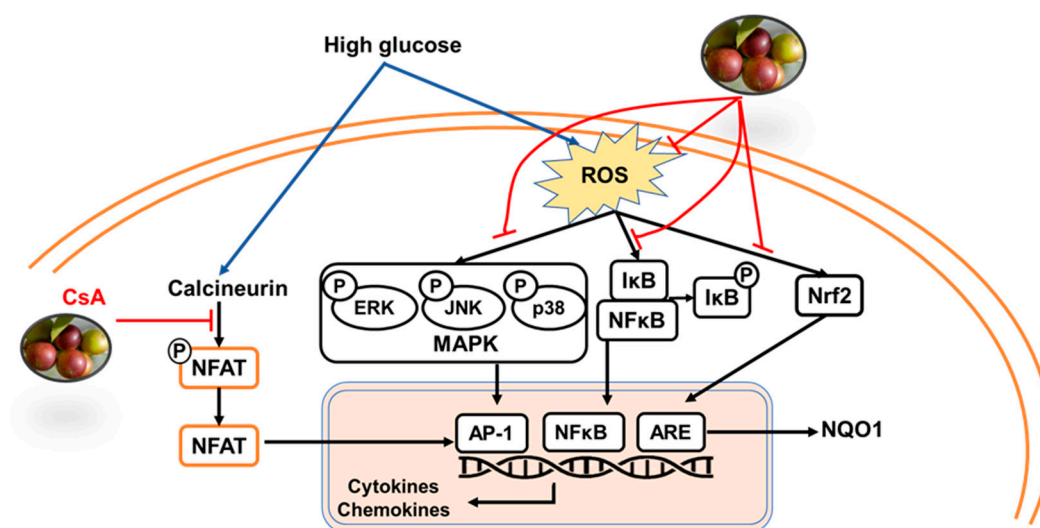 High glucose
ROS
Calcineurin
CsA
P
NFAT
NFAT
P
ERK
P
JNK
P
p38
MAPK
IκB
NFκB
P
IκB
Nrf2
AP-1
NFκB
ARE
NQO1
Cytokines
Chemokines